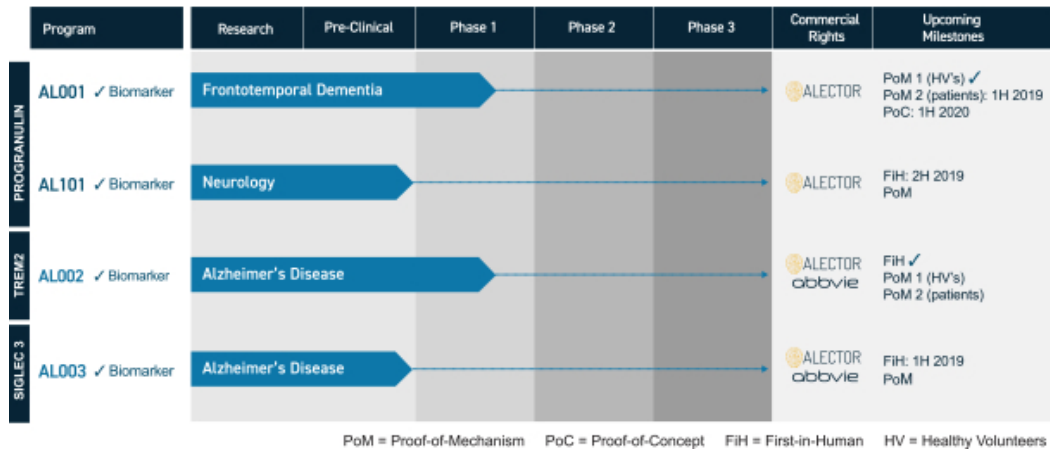 Program
Research
Pre-Clinical
Phase 1
Phase 2
Phase 3
Commercial
Rights
Upcoming
Milestones
PROGRANULIN
AL001 ✓ Biomarker
Frontotemporal Dementia
ALECTOR
PoM 1 (HV's) ✓
PoM 2 (patients): 1H 2019
PoC: 1H 2020
AL101 ✓ Biomarker
Neurology
ALECTOR
FiH: 2H 2019
PoM
TREM2
AL002 ✓ Biomarker
Alzheimer's Disease
ALECTOR
abbvie
FiH ✓
PoM 1 (HV's)
PoM 2 (patients)
SIGLEC 3
AL003 ✓ Biomarker
Alzheimer's Disease
ALECTOR
abbvie
FiH: 1H 2019
PoM
PoM = Proof-of-Mechanism PoC = Proof-of-Concept FiH = First-in-Human HV = Healthy Volunteers